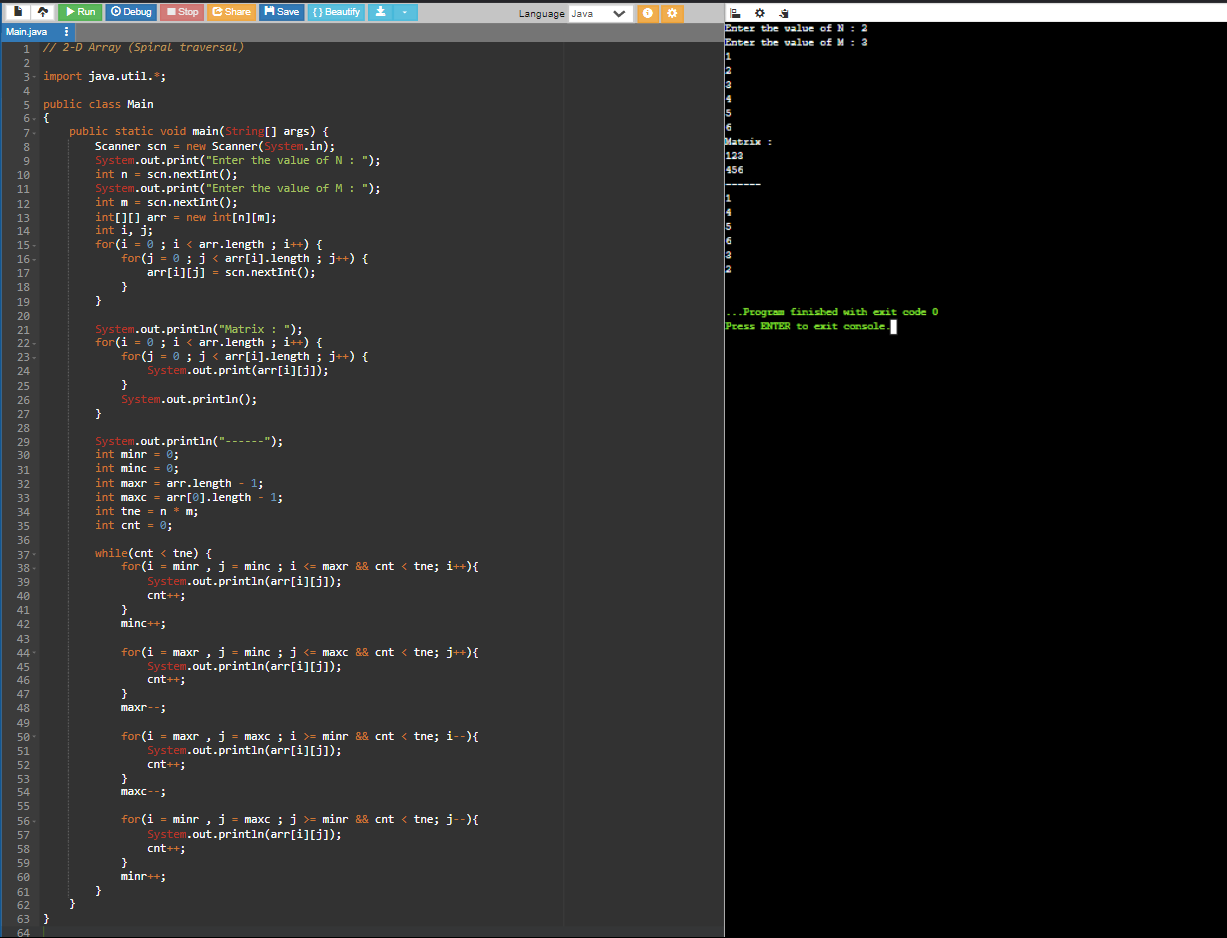 Run Debug Stop Share Save { } Beautify Language Java
Main.java
1 // 2-D Array (Spiral traversal)
2
3 import java.util.*;
4
5 public class Main
6 {
7 public static void main(String[] args) {
8 Scanner scn = new Scanner(System.in);
9 System.out.print("Enter the value of N : ");
10 int n = scn.nextInt();
11 System.out.print("Enter the value of M : ");
12 int m = scn.nextInt();
13 int[][] arr = new int[n][m];
14 int i, j;
15 for(i = 0 ; i < arr.length ; i++) {
16 for(j = 0 ; j < arr[i].length ; j++) {
17 arr[i][j] = scn.nextInt();
18 }
19 }
20
21 System.out.println("Matrix : ");
22 for(i = 0 ; i < arr.length ; i++) {
23 for(j = 0 ; j < arr[i].length ; j++) {
24 System.out.print(arr[i][j]);
25 }
26 System.out.println();
27 }
28
29 System.out.println("------");
30 int minr = 0;
31 int minc = 0;
32 int maxr = arr.length - 1;
33 int maxc = arr[0].length - 1;
34 int tne = n * m;
35 int cnt = 0;
36
37 while(cnt < tne) {
38 for(i = minr , j = minc ; i <= maxr && cnt < tne; i++){
39 System.out.println(arr[i][j]);
40 cnt++;
41 }
42 minc++;
43
44 for(i = maxr , j = minc ; j <= maxc && cnt < tne; j++){
45 System.out.println(arr[i][j]);
46 cnt++;
47 }
48 maxr--;
49
50 for(i = maxr , j = maxc ; i >= minr && cnt < tne; i--){
51 System.out.println(arr[i][j]);
52 cnt++;
53 }
54 maxc--;
55
56 for(i = minr , j = maxc ; j >= minr && cnt < tne; j--){
57 System.out.println(arr[i][j]);
58 cnt++;
59 }
60 minr++;
61 }
62 }
63 }
64
Enter the value of N : 2
Enter the value of M : 3
1
2
3
4
5
6
Matrix :
123
456
------
1
4
5
6
3
2
...Program finished with exit code 0
Press ENTER to exit console.